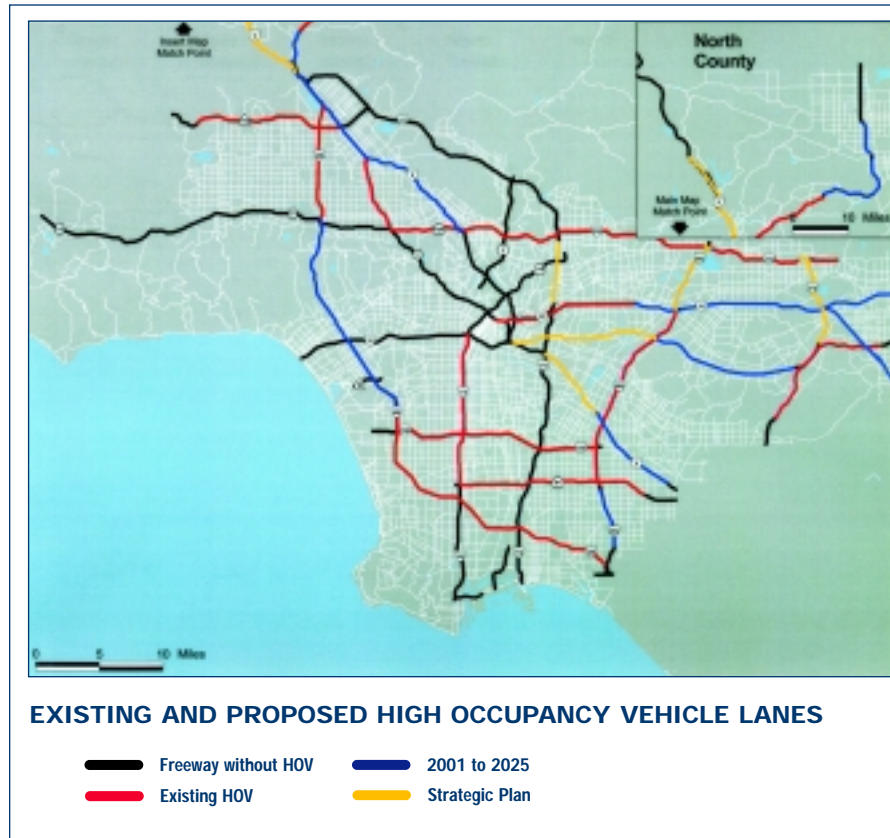 Insert Map
Match Point
North
County
Main Map
Match Point
10 Miles
0 5 10 Miles
EXISTING AND PROPOSED HIGH OCCUPANCY VEHICLE LANES
Freeway without HOV
2001 to 2025
Existing HOV
Strategic Plan